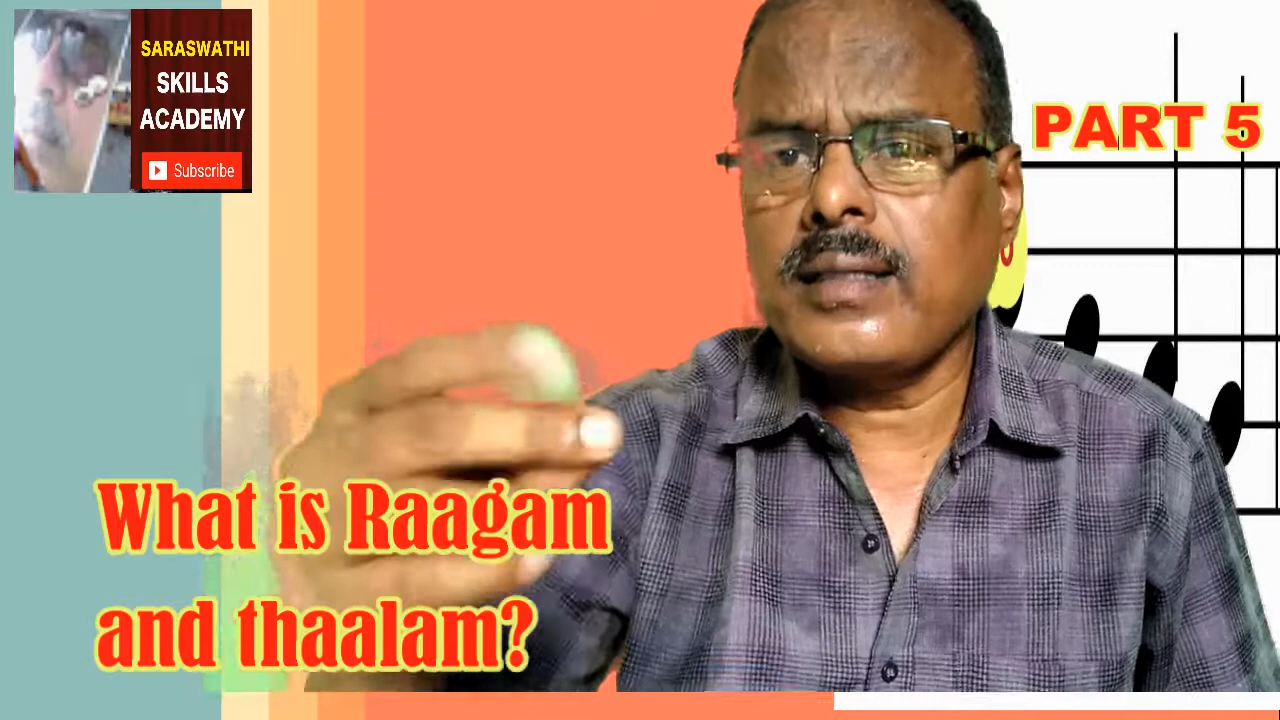 SARASWATHI
SKILLS
ACADEMY
Subscribe
PART 5
What is Raagam
and thaalam?